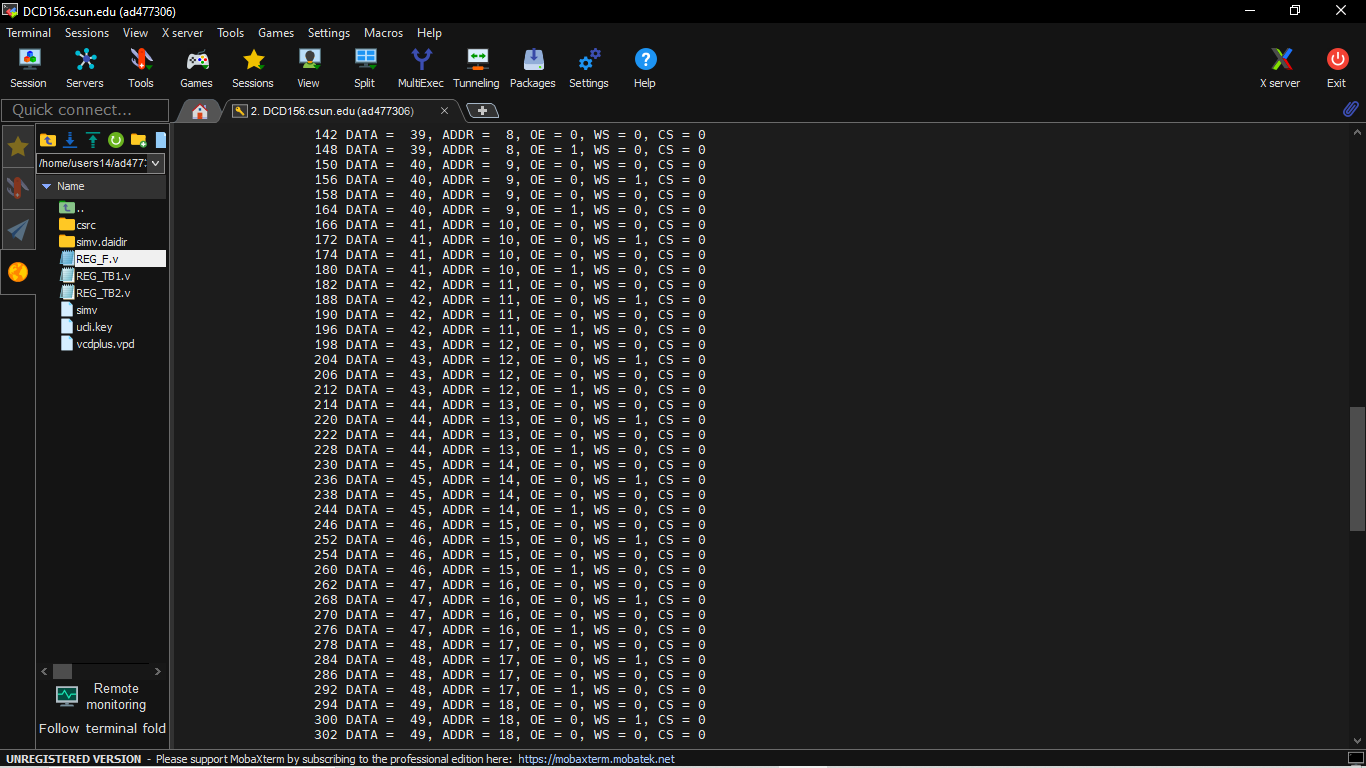 DCD156.csun.edu (ad477306)
Terminal Sessions View X server Tools Games Settings Macros Help
Session Servers Tools Games Sessions View Split MultiExec Tunneling Packages Settings Help X server Exit
Quick connect...
2. DCD156.csun.edu (ad477306)
/home/users14/ad477
Name
..
csrc
simv.daidir
REG_F.v
REG_TB1.v
REG_TB2.v
simv
ucli.key
vcdplus.vpd
Remote
monitoring
Follow terminal fold
142 DATA =  39, ADDR =  8, OE = 0, WS = 0, CS = 0
148 DATA =  39, ADDR =  8, OE = 1, WS = 0, CS = 0
150 DATA =  40, ADDR =  9, OE = 0, WS = 0, CS = 0
156 DATA =  40, ADDR =  9, OE = 0, WS = 1, CS = 0
158 DATA =  40, ADDR =  9, OE = 0, WS = 0, CS = 0
164 DATA =  40, ADDR =  9, OE = 1, WS = 0, CS = 0
166 DATA =  41, ADDR = 10, OE = 0, WS = 0, CS = 0
172 DATA =  41, ADDR = 10, OE = 0, WS = 1, CS = 0
174 DATA =  41, ADDR = 10, OE = 0, WS = 0, CS = 0
180 DATA =  41, ADDR = 10, OE = 1, WS = 0, CS = 0
182 DATA =  42, ADDR = 11, OE = 0, WS = 0, CS = 0
188 DATA =  42, ADDR = 11, OE = 0, WS = 1, CS = 0
190 DATA =  42, ADDR = 11, OE = 0, WS = 0, CS = 0
196 DATA =  42, ADDR = 11, OE = 1, WS = 0, CS = 0
198 DATA =  43, ADDR = 12, OE = 0, WS = 0, CS = 0
204 DATA =  43, ADDR = 12, OE = 0, WS = 1, CS = 0
206 DATA =  43, ADDR = 12, OE = 0, WS = 0, CS = 0
212 DATA =  43, ADDR = 12, OE = 1, WS = 0, CS = 0
214 DATA =  44, ADDR = 13, OE = 0, WS = 0, CS = 0
220 DATA =  44, ADDR = 13, OE = 0, WS = 1, CS = 0
222 DATA =  44, ADDR = 13, OE = 0, WS = 0, CS = 0
228 DATA =  44, ADDR = 13, OE = 1, WS = 0, CS = 0
230 DATA =  45, ADDR = 14, OE = 0, WS = 0, CS = 0
236 DATA =  45, ADDR = 14, OE = 0, WS = 1, CS = 0
238 DATA =  45, ADDR = 14, OE = 0, WS = 0, CS = 0
244 DATA =  45, ADDR = 14, OE = 1, WS = 0, CS = 0
246 DATA =  46, ADDR = 15, OE = 0, WS = 0, CS = 0
252 DATA =  46, ADDR = 15, OE = 0, WS = 1, CS = 0
254 DATA =  46, ADDR = 15, OE = 0, WS = 0, CS = 0
260 DATA =  46, ADDR = 15, OE = 1, WS = 0, CS = 0
262 DATA =  47, ADDR = 16, OE = 0, WS = 0, CS = 0
268 DATA =  47, ADDR = 16, OE = 0, WS = 1, CS = 0
270 DATA =  47, ADDR = 16, OE = 0, WS = 0, CS = 0
276 DATA =  47, ADDR = 16, OE = 1, WS = 0, CS = 0
278 DATA =  48, ADDR = 17, OE = 0, WS = 0, CS = 0
284 DATA =  48, ADDR = 17, OE = 0, WS = 1, CS = 0
286 DATA =  48, ADDR = 17, OE = 0, WS = 0, CS = 0
292 DATA =  48, ADDR = 17, OE = 1, WS = 0, CS = 0
294 DATA =  49, ADDR = 18, OE = 0, WS = 0, CS = 0
300 DATA =  49, ADDR = 18, OE = 0, WS = 1, CS = 0
302 DATA =  49, ADDR = 18, OE = 0, WS = 0, CS = 0
UNREGISTERED VERSION - Please support MobaXterm by subscribing to the professional edition here: https://mobaxterm.mobatek.net